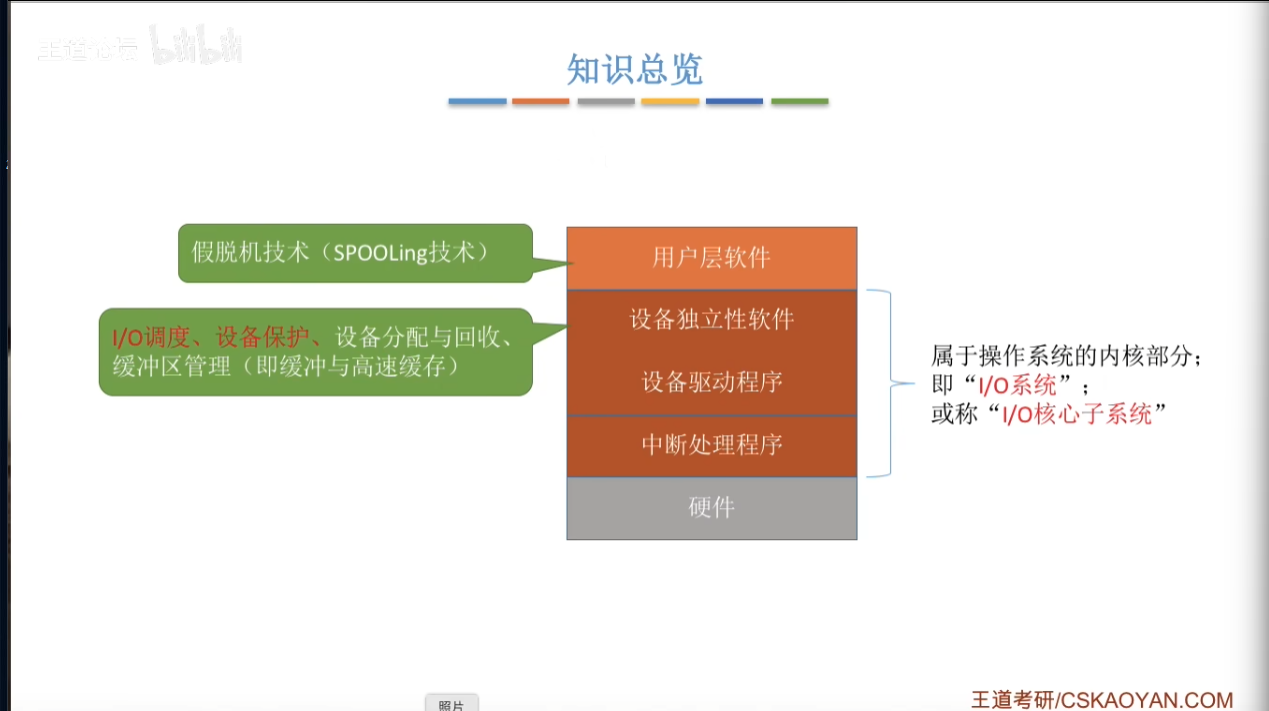 王道论坛 bilibili
知识总览
假脱机技术（SPOOLing技术）
用户层软件
I/O调度、设备保护、设备分配与回收、
缓冲区管理（即缓冲与高速缓存）
设备独立性软件
设备驱动程序
中断处理程序
硬件
属于操作系统的内核部分；
即“I/O系统”；
或称“I/O核心子系统”
照片
王道考研/CSKAOYAN.COM